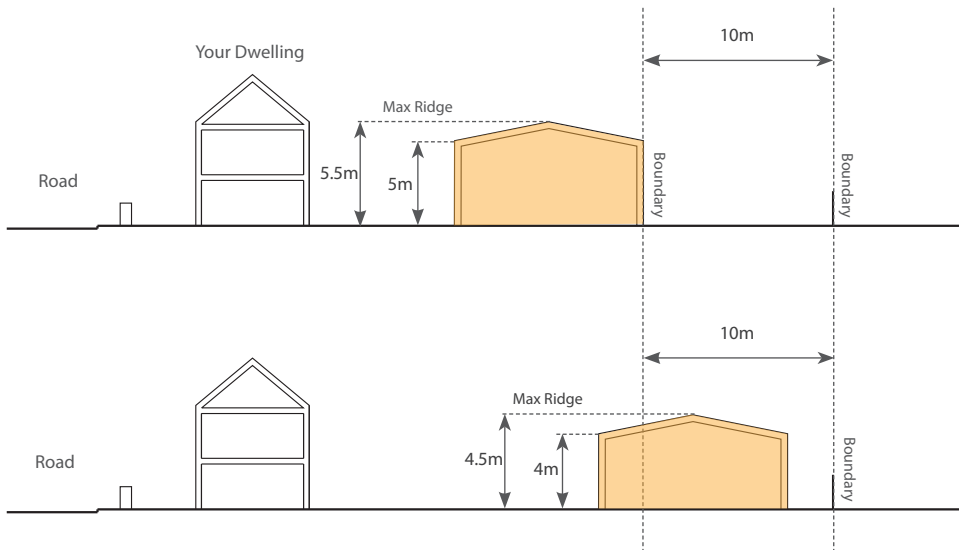 10m
Your Dwelling
Max Ridge
5.5m
5m
Road
Boundary
Boundary
10m
Max Ridge
4.5m
4m
Road
Boundary